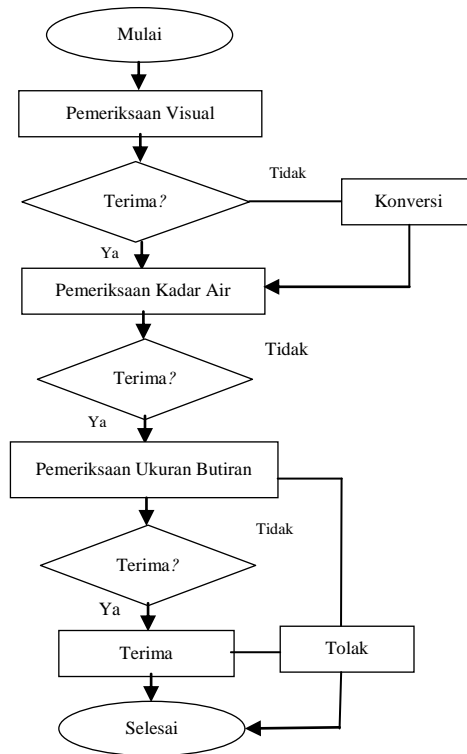 Mulai
Pemeriksaan Visual
Tidak
Terima?
Konversi
Ya
Pemeriksaan Kadar Air
Tidak
Terima?
Ya
Pemeriksaan Ukuran Butiran
Tidak
Terima?
Ya
Terima
Tolak
Selesai